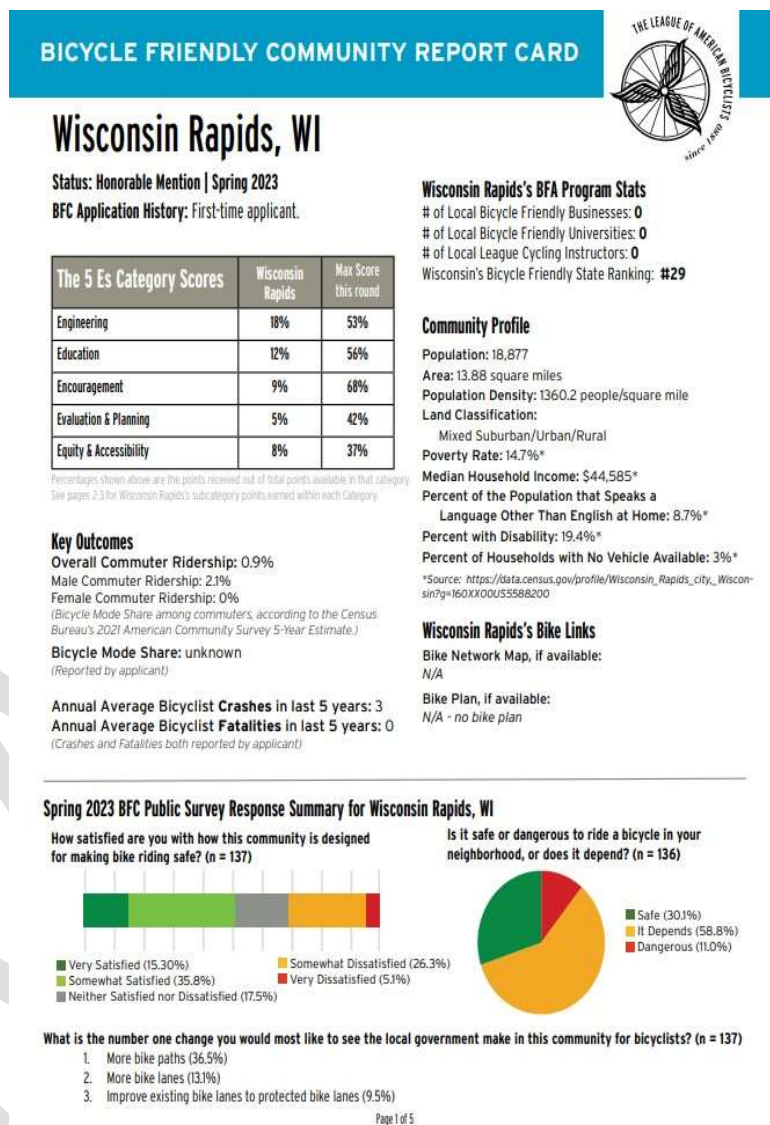 BICYCLE FRIENDLY COMMUNITY REPORT CARD
THE LEAGUE OF AMERICAN BICYCLISTS
since 1880
Wisconsin Rapids, WI
Status: Honorable Mention | Spring 2023
BFC Application History: First-time applicant.
The 5 Es Category Scores Wisconsin Rapids Max Score this round
Engineering 18% 53%
Education 12% 56%
Encouragement 9% 68%
Evaluation & Planning 5% 42%
Equity & Accessibility 8% 37%
Percentages shown above are the points received out of total points available in that category
See pages 2-3 for Wisconsin Rapids's subcategory points earned within each Category.
Key Outcomes
Overall Commuter Ridership: 0.9%
Male Commuter Ridership: 2.1%
Female Commuter Ridership: 0%
(Bicycle Mode Share among commuters, according to the Census
Bureau's 2021 American Community Survey 5-Year Estimate.)
Bicycle Mode Share: unknown
(Reported by applicant)
Annual Average Bicyclist Crashes in last 5 years: 3
Annual Average Bicyclist Fatalities in last 5 years: 0
(Crashes and Fatalities both reported by applicant)
Wisconsin Rapids's BFA Program Stats
# of Local Bicycle Friendly Businesses: 0
# of Local Bicycle Friendly Universities: 0
# of Local League Cycling Instructors: 0
Wisconsin's Bicycle Friendly State Ranking: #29
Community Profile
Population: 18,877
Area: 13.88 square miles
Population Density: 1360.2 people/square mile
Land Classification:
Mixed Suburban/Urban/Rural
Poverty Rate: 14.7%*
Median Household Income: $44,585*
Percent of the Population that Speaks a
Language Other Than English at Home: 8.7%*
Percent with Disability: 19.4%*
Percent of Households with No Vehicle Available: 3%*
*Source: https://data.census.gov/profile/Wisconsin_Rapids_city,_Wiscon-
sin?g=160XX00US5588200
Wisconsin Rapids's Bike Links
Bike Network Map, if available:
N/A
Bike Plan, if available:
N/A - no bike plan
Spring 2023 BFC Public Survey Response Summary for Wisconsin Rapids, WI
How satisfied are you with how this community is designed
for making bike riding safe? (n = 137)
Very Satisfied (15.30%)
Somewhat Satisfied (35.8%)
Neither Satisfied nor Dissatisfied (17.5%)
Somewhat Dissatisfied (26.3%)
Very Dissatisfied (5.1%)
Is it safe or dangerous to ride a bicycle in your
neighborhood, or does it depend? (n = 136)
Safe (30.1%)
It Depends (58.8%)
Dangerous (11.0%)
What is the number one change you would most like to see the local government make in this community for bicyclists? (n = 137)
1. More bike paths (36.5%)
2. More bike lanes (13.1%)
3. Improve existing bike lanes to protected bike lanes (9.5%)
Page 1 of 5